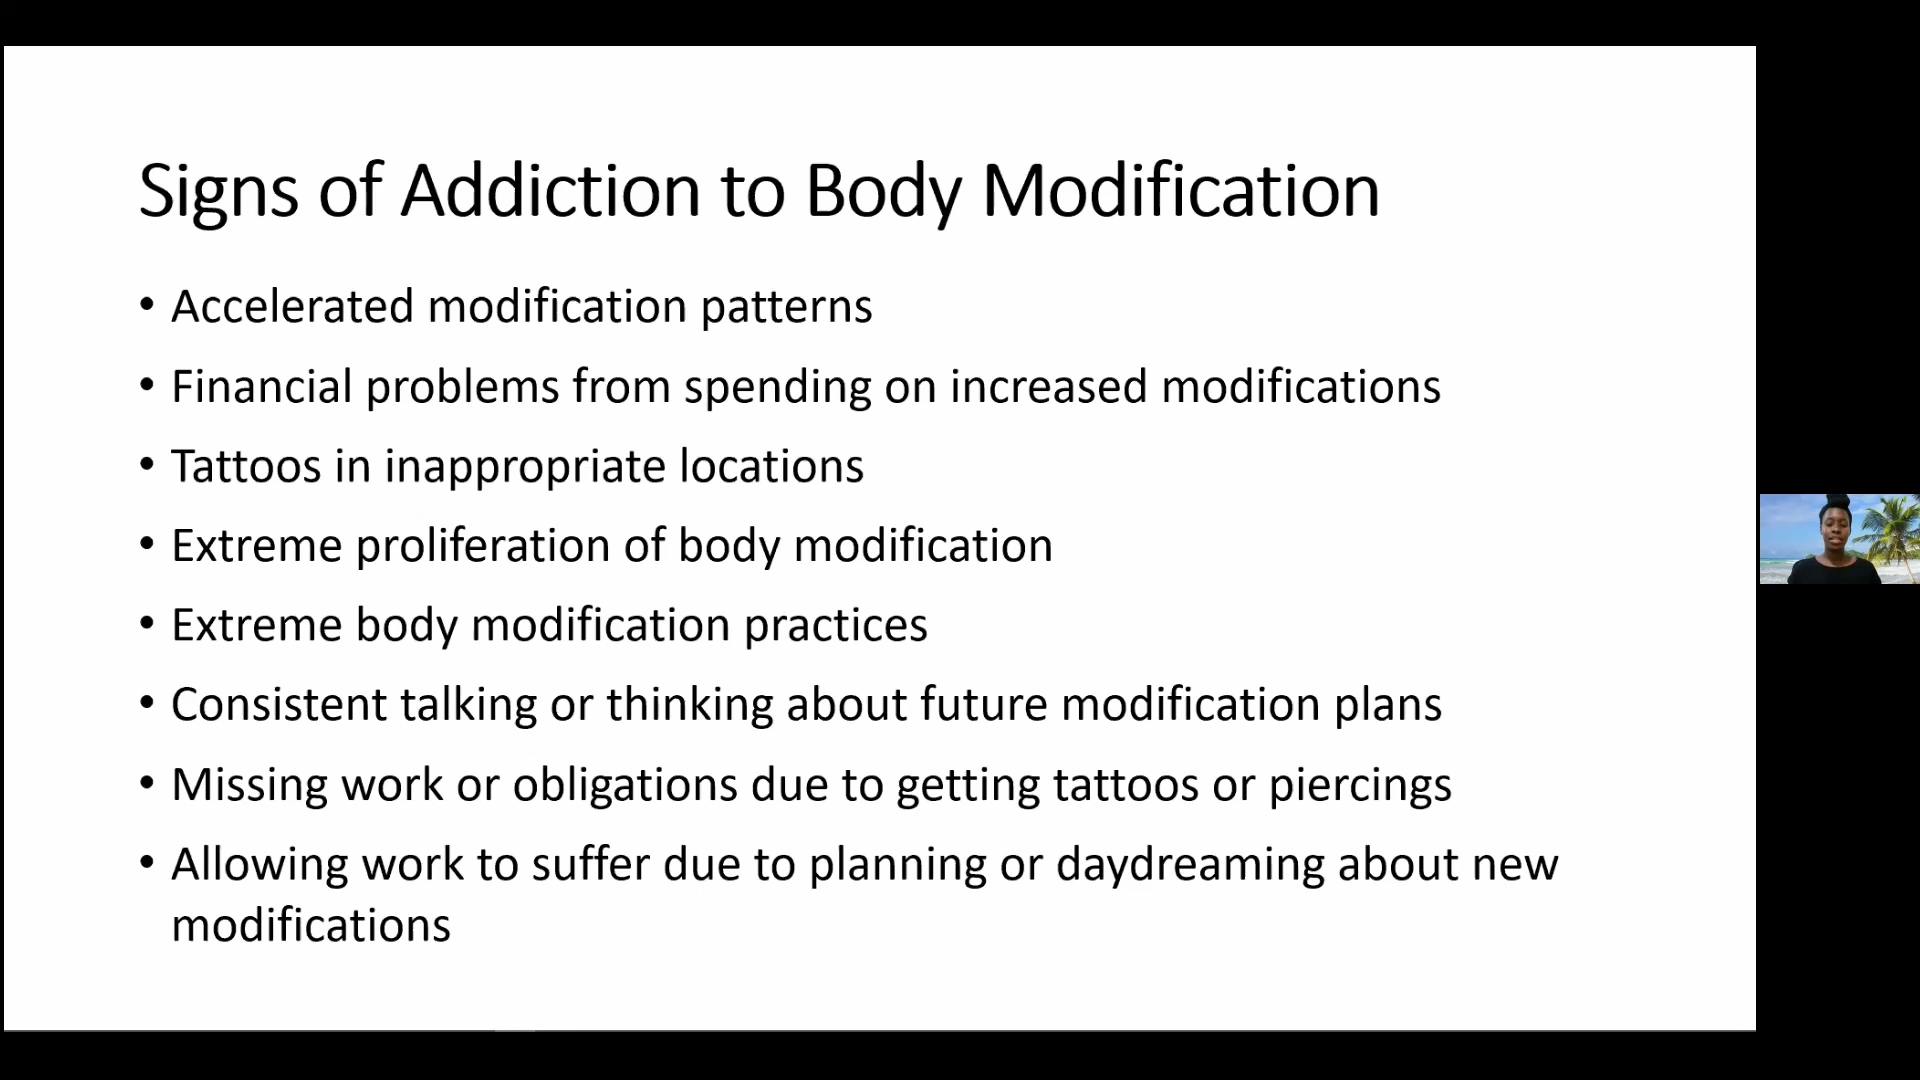 Signs of Addiction to Body Modification
• Accelerated modification patterns
• Financial problems from spending on increased modifications
• Tattoos in inappropriate locations
• Extreme proliferation of body modification
• Extreme body modification practices
• Consistent talking or thinking about future modification plans
• Missing work or obligations due to getting tattoos or piercings
• Allowing work to suffer due to planning or daydreaming about new
modifications